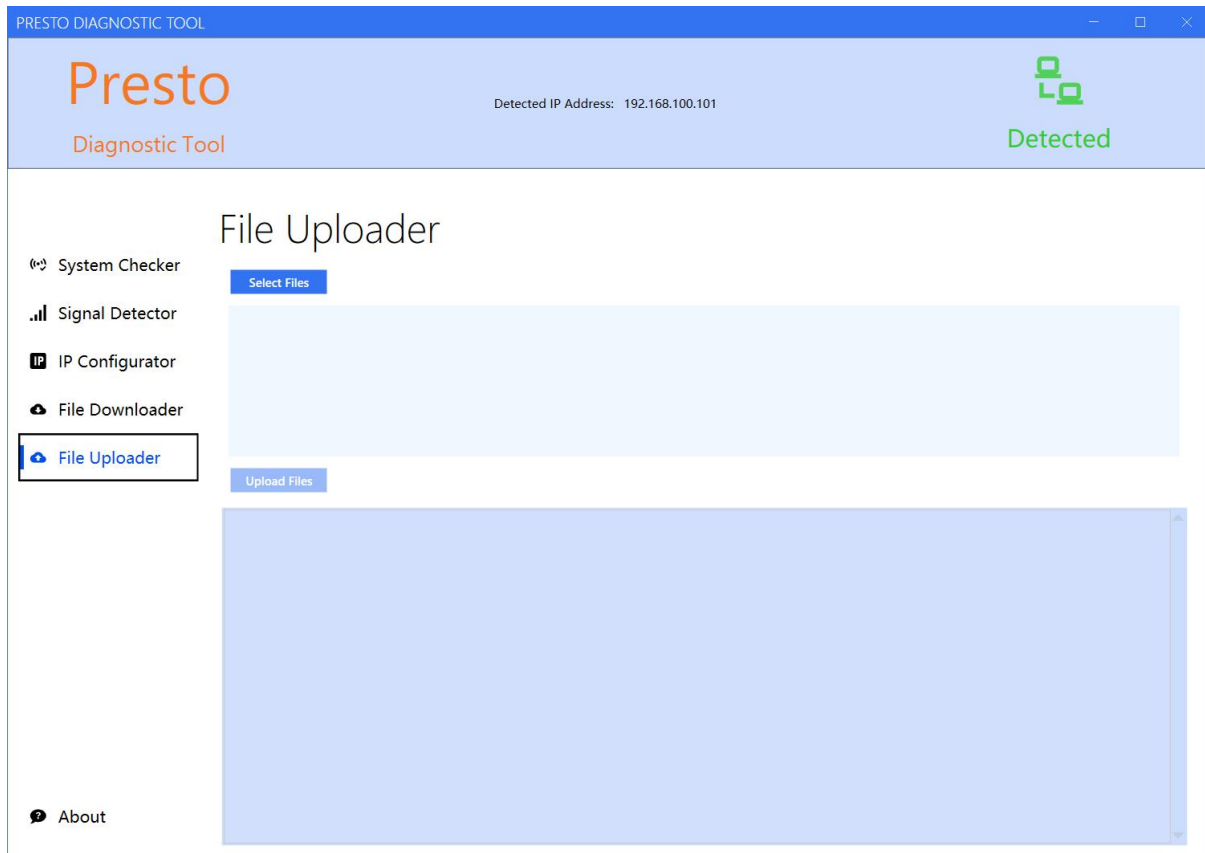 PRESTO DIAGNOSTIC TOOL
Presto
Diagnostic Tool
Detected IP Address: 192.168.100.101
Detected
File Uploader
Select Files
System Checker
Signal Detector
IP IP Configurator
File Downloader
File Uploader
Upload Files
? About